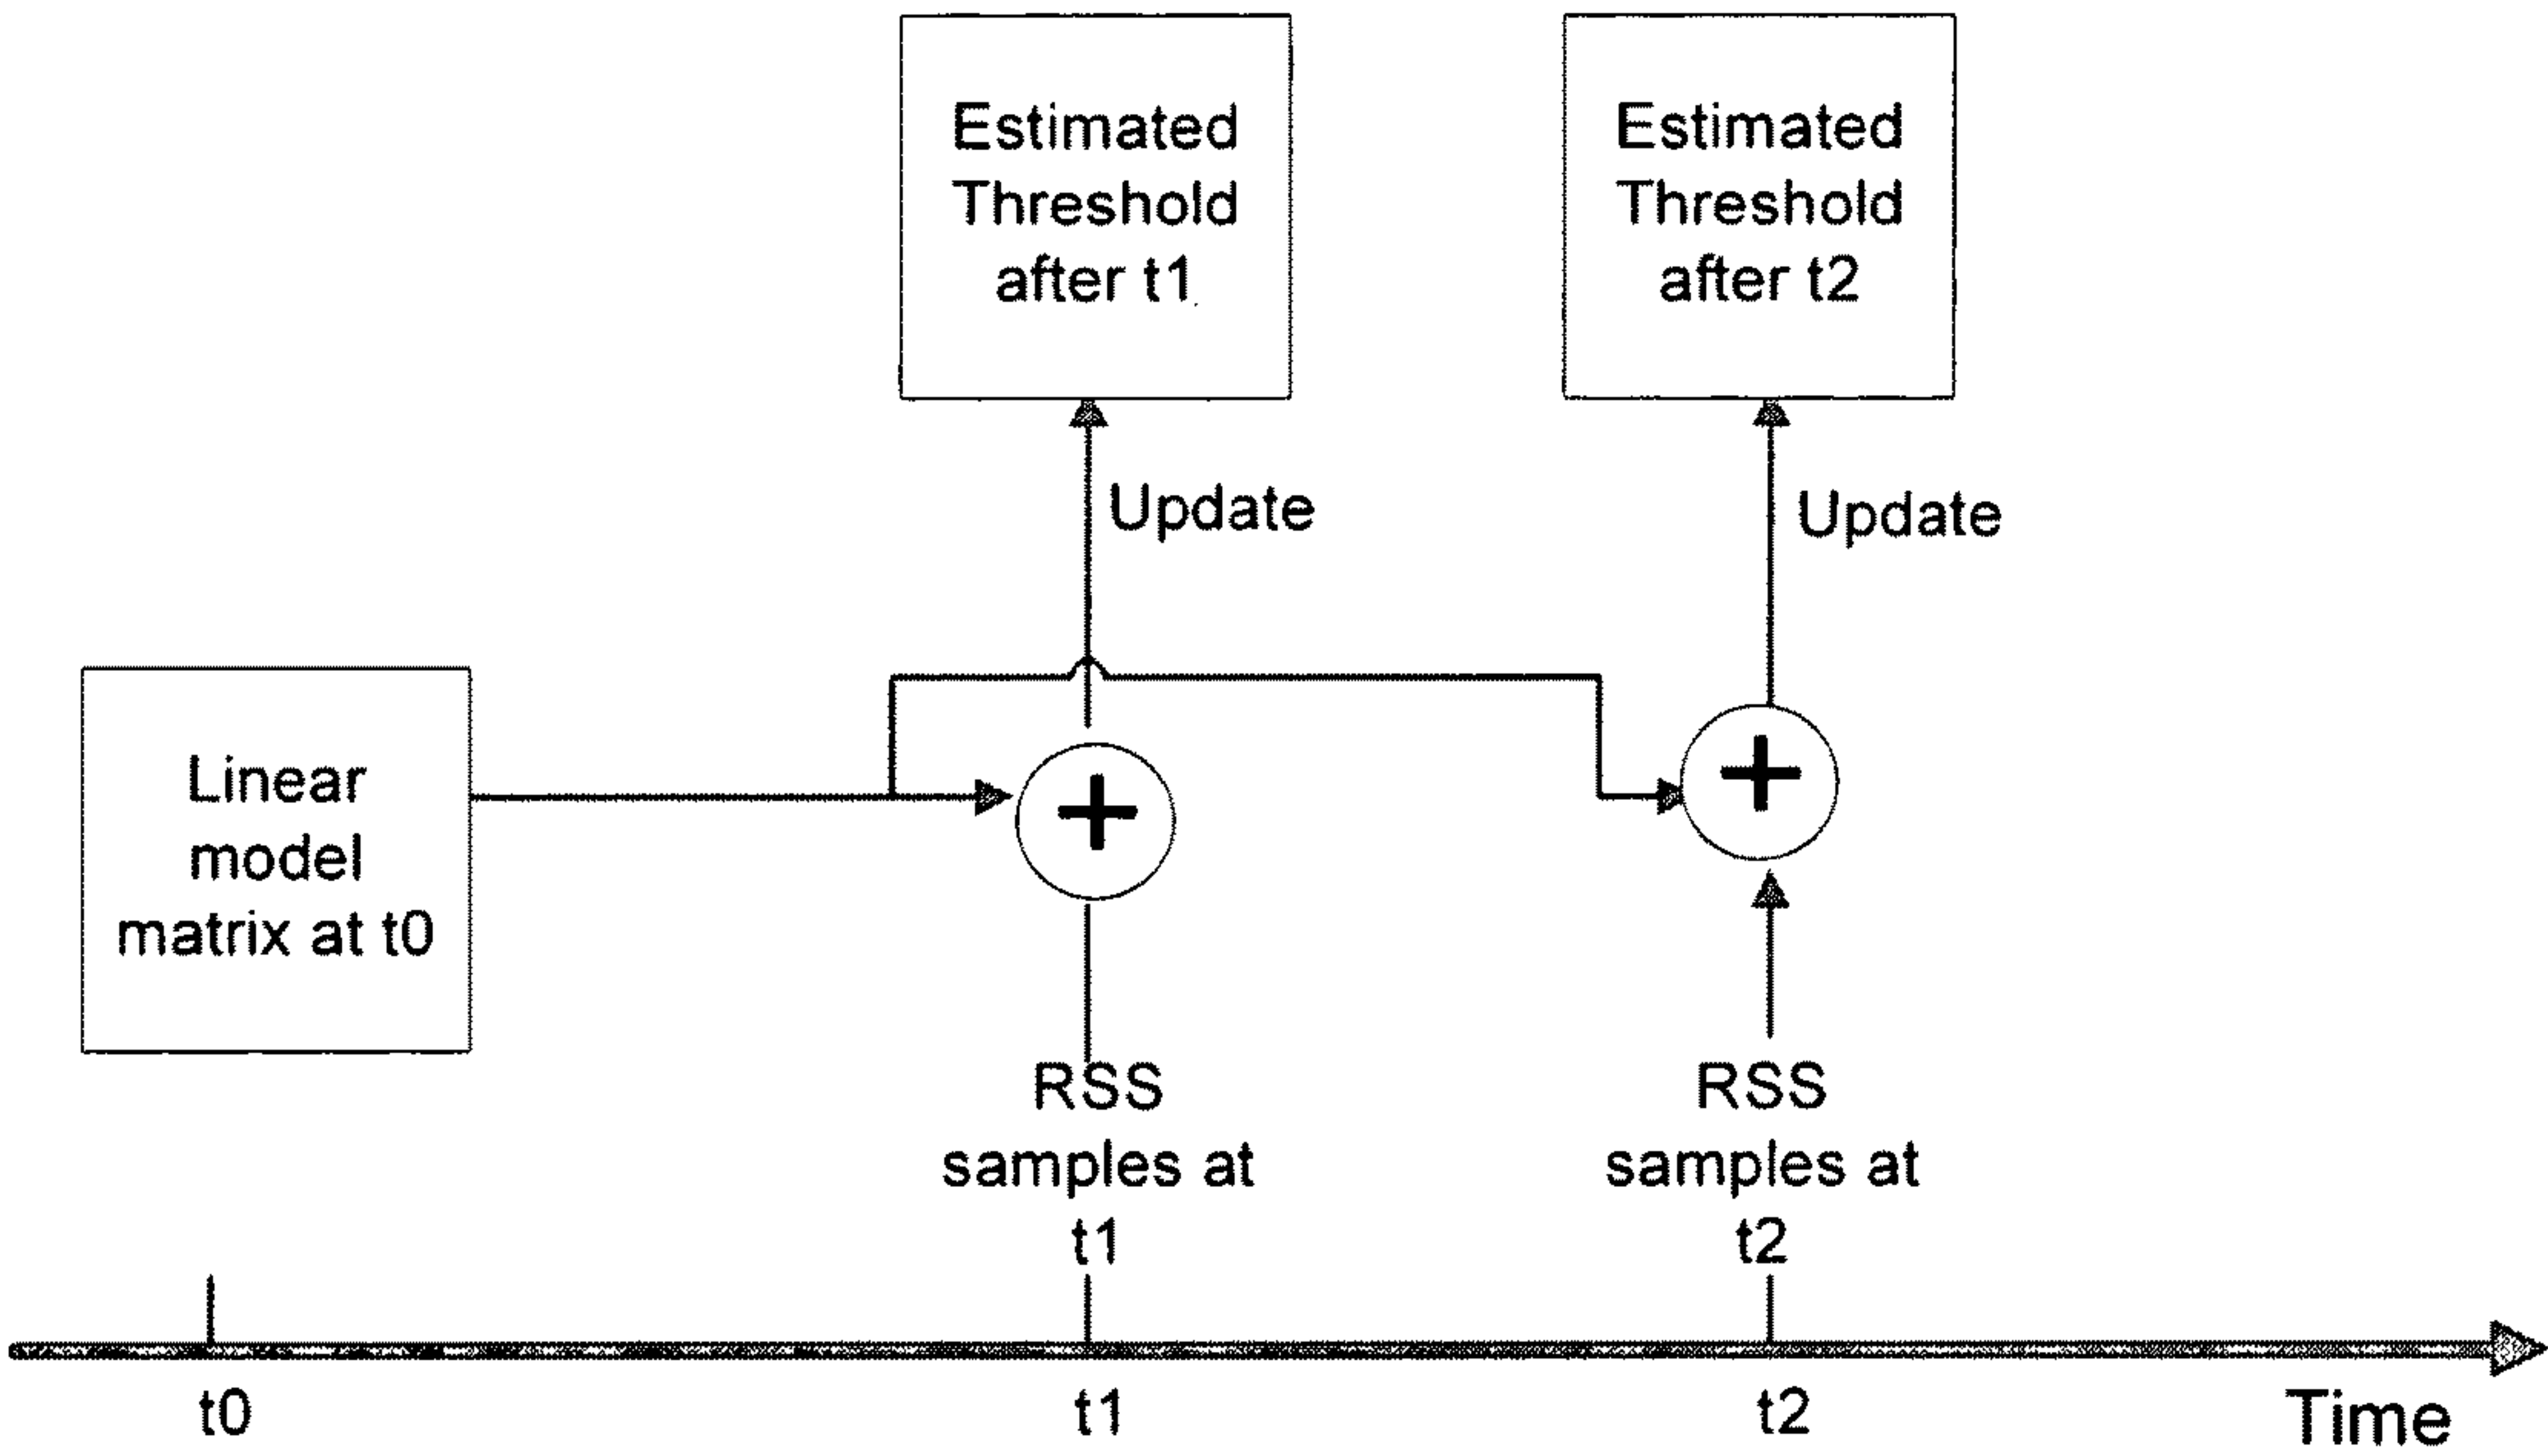 Estimated
Threshold
after t1
Estimated
Threshold
after t2
Update
Update
Linear
model
matrix at t0
+
+
RSS
samples at
t1
RSS
samples at
t2
t0
t1
t2
Time